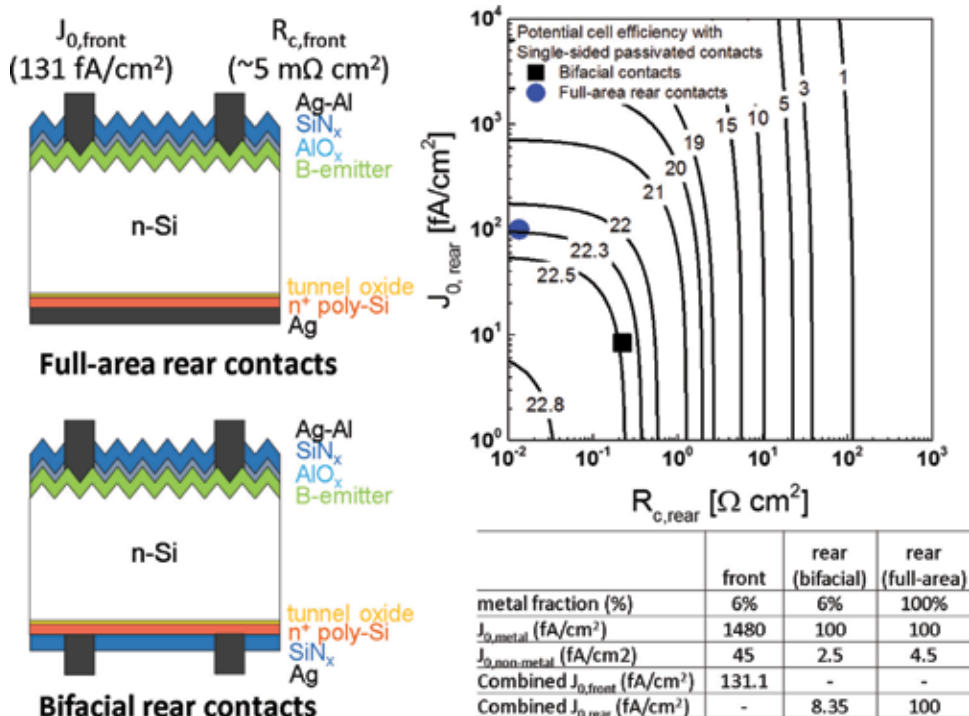 J0,front
(131 fA/cm²)
Rc,front
(~5 mΩ cm²)
Ag-Al
SiNx
AlOx
B-emitter
n-Si
tunnel oxide
n⁺ poly-Si
Ag
Full-area rear contacts
Ag-Al
SiNx
AlOx
B-emitter
n-Si
tunnel oxide
n⁺ poly-Si
SiNx
Ag
Bifacial rear contacts
J0, rear [fA/cm²]
10⁴
10³
10²
10¹
10⁰
Potential cell efficiency with
Single-sided passivated contacts
Bifacial contacts
Full-area rear contacts
1
3
5
10
15
19
20
21
22
22.3
22.5
22.8
10⁻² 10⁻¹ 10⁰ 10¹ 10² 10³
Rc,rear [Ω cm²]
front rear (bifacial) rear (full-area)
metal fraction (%) 6% 6% 100%
J0,metal (fA/cm²) 1480 100 100
J0,non-metal (fA/cm2) 45 2.5 4.5
Combined J0,front (fA/cm²) 131.1 - -
Combined J0,rear (fA/cm²) - 8.35 100